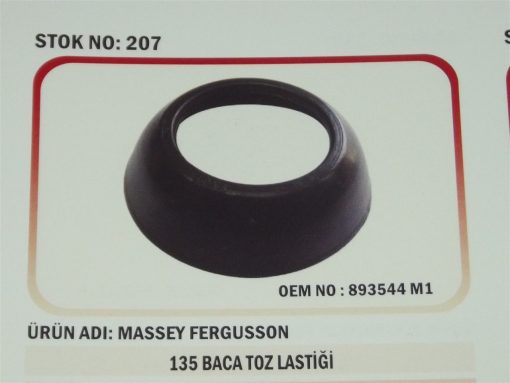 STOK NO: 207
OEM NO : 893544 M1
ÜRÜN ADI: MASSEY FERGUSSON
135 BACA TOZ LASTİĞİ